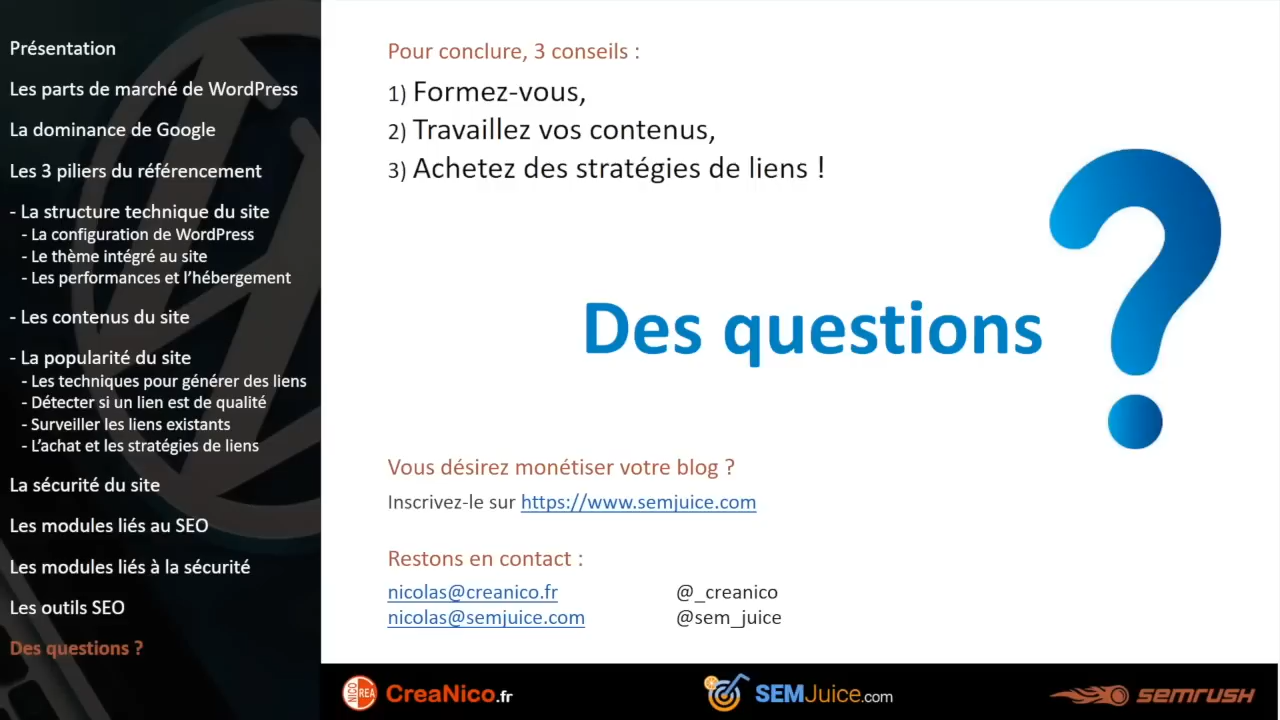 Présentation
Les parts de marché de WordPress
La dominance de Google
Les 3 piliers du référencement
- La structure technique du site
- La configuration de WordPress
- Le thème intégré au site
- Les performances et l’hébergement
- Les contenus du site
- La popularité du site
- Les techniques pour générer des liens
- Détecter si un lien est de qualité
- Surveiller les liens existants
- L’achat et les stratégies de liens
La sécurité du site
Les modules liés au SEO
Les modules liés à la sécurité
Les outils SEO
Des questions ?
Pour conclure, 3 conseils :
1) Formez-vous,
2) Travaillez vos contenus,
3) Achetez des stratégies de liens !
Des questions ?
Vous désirez monétiser votre blog ?
Inscrivez-le sur https://www.semjuice.com
Restons en contact :
nicolas@creanico.fr @_creanico
nicolas@semjuice.com @sem_juice
NICO CREA CreaNico.fr SEMJuice.com semrush